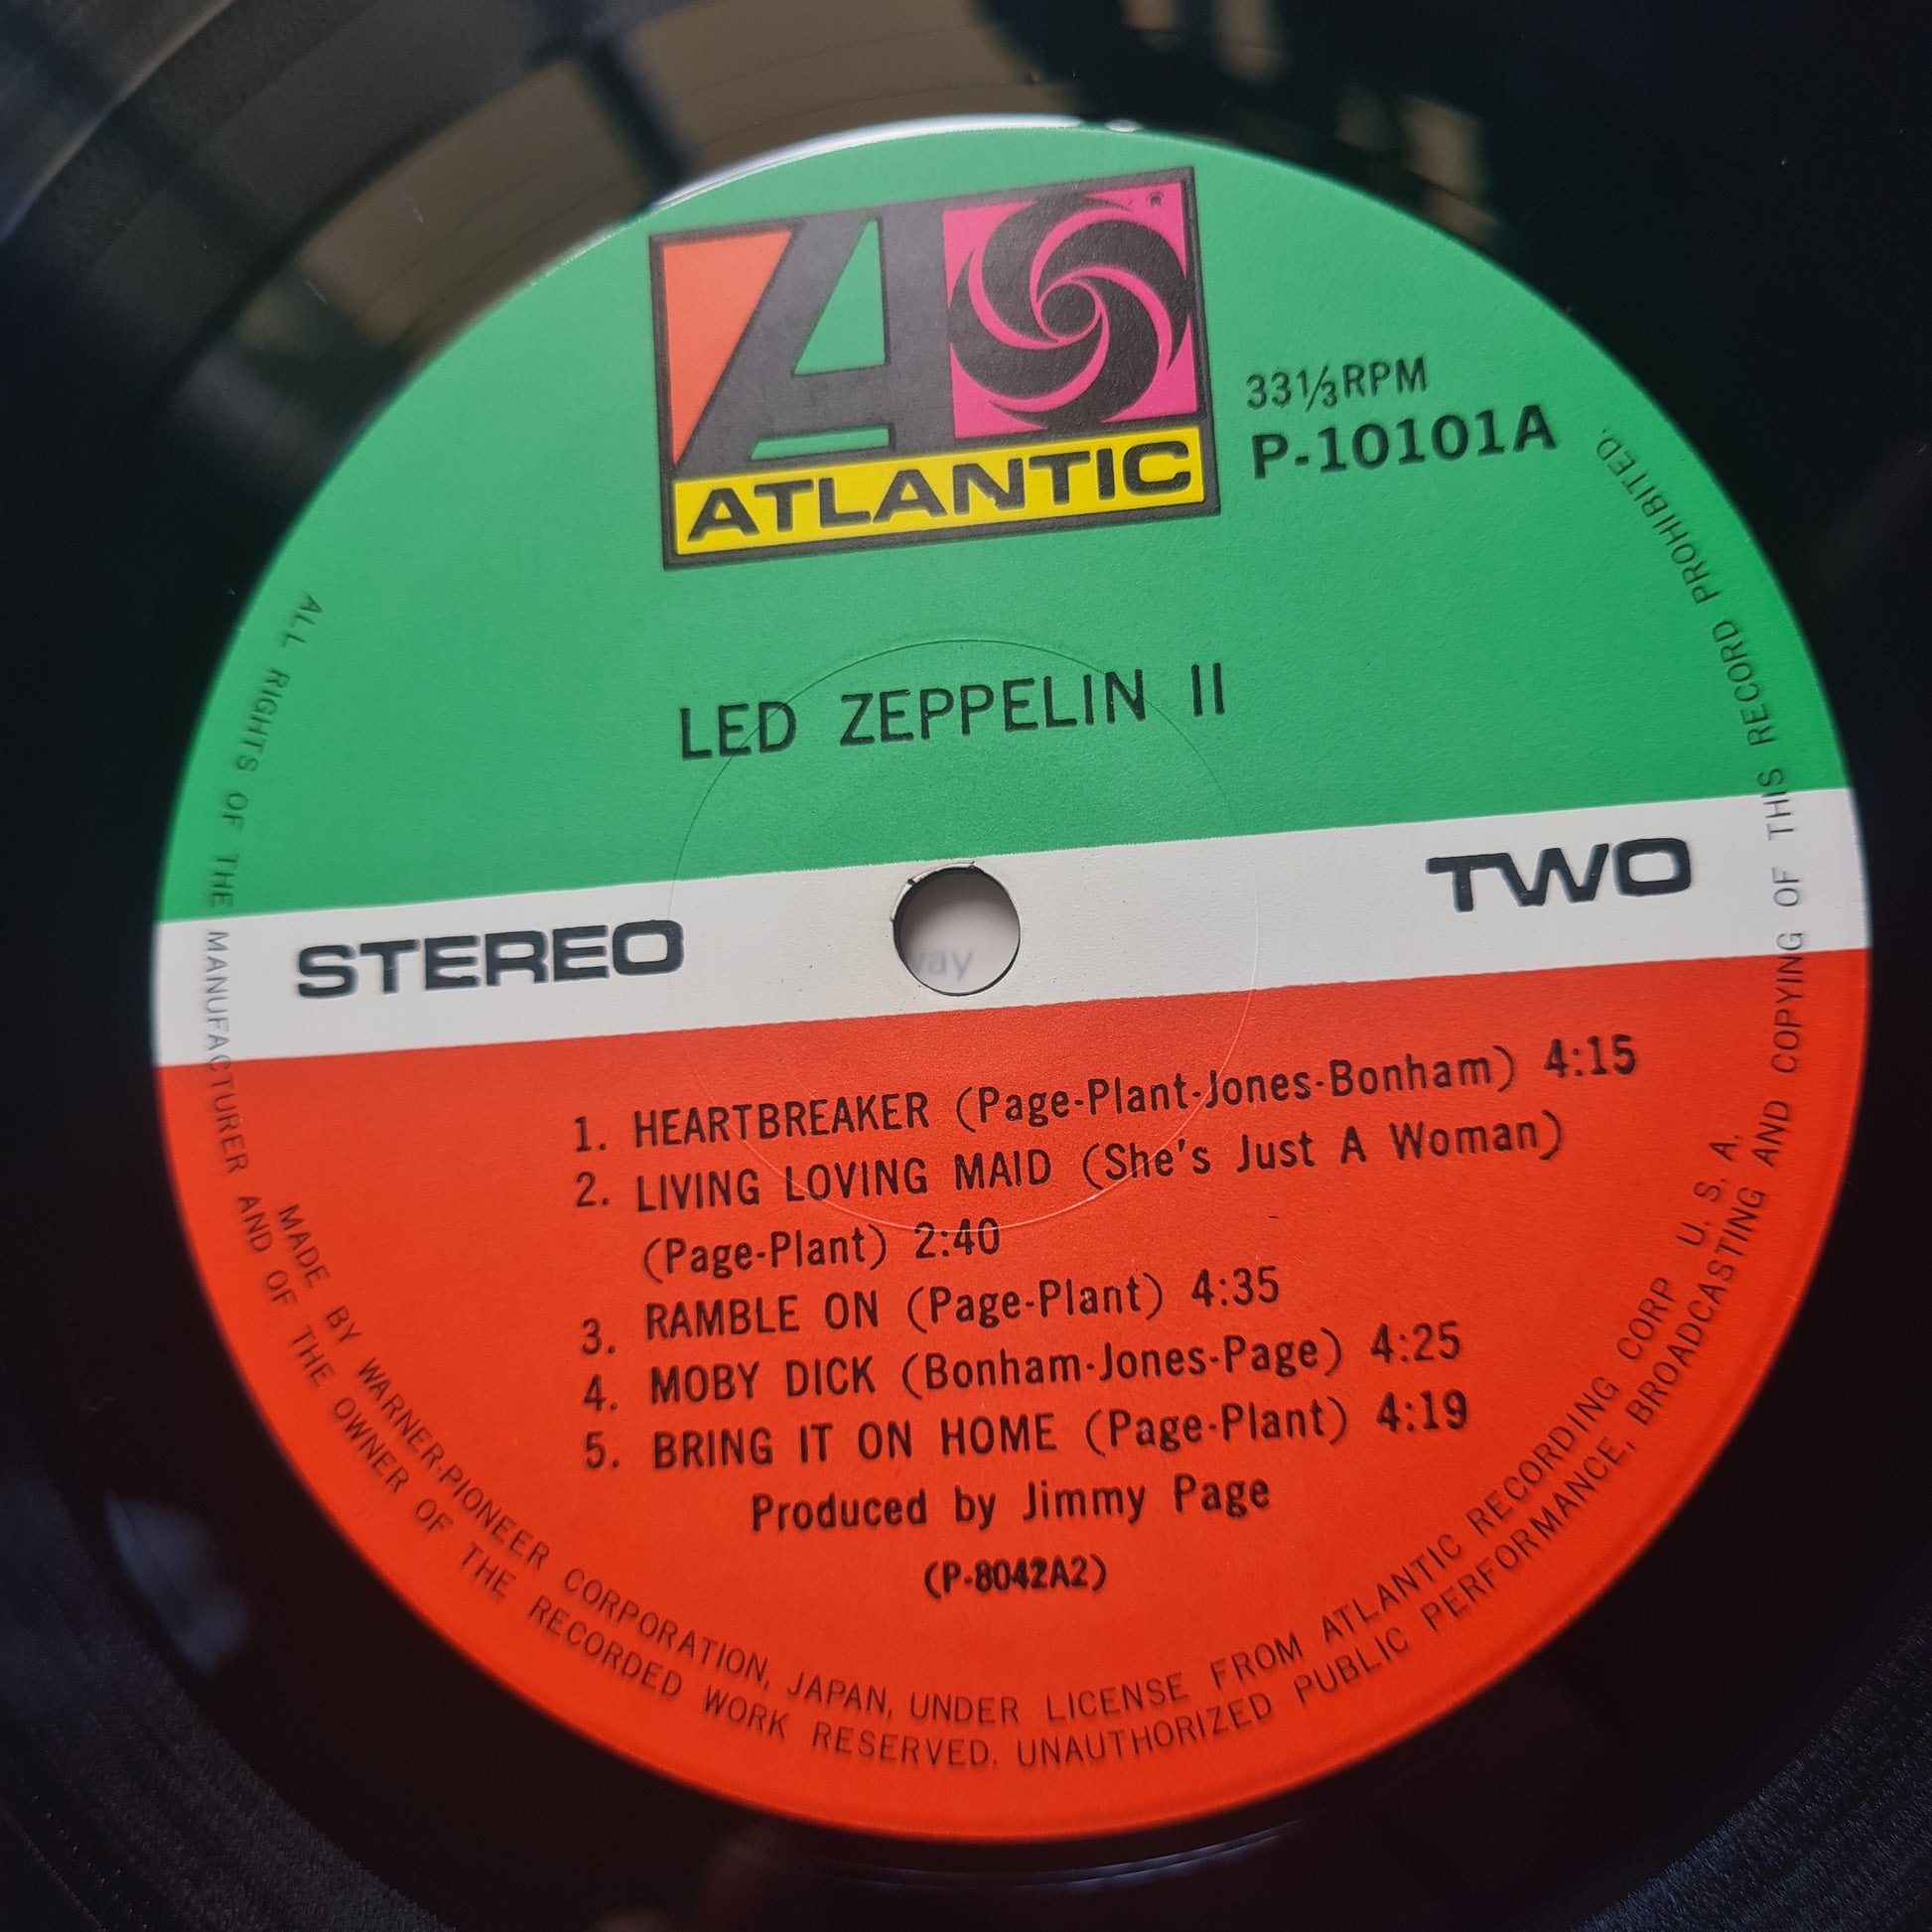 ATLANTIC
®
33⅓RPM
P-10101A
LED ZEPPELIN II
STEREO
TWO
1. HEARTBREAKER (Page-Plant-Jones-Bonham) 4:15
2. LIVING LOVING MAID (She's Just A Woman)
(Page-Plant) 2:40
3. RAMBLE ON (Page-Plant) 4:35
4. MOBY DICK (Bonham-Jones-Page) 4:25
5. BRING IT ON HOME (Page-Plant) 4:19
Produced by Jimmy Page
(P-8042A2)
MADE BY WARNER-PIONEER CORPORATION, JAPAN, UNDER LICENSE FROM ATLANTIC RECORDING CORP U. S. A.
ALL RIGHTS OF THE MANUFACTURER AND OF THE OWNER OF THE RECORDED WORK RESERVED. UNAUTHORIZED PUBLIC PERFORMANCE, BROADCASTING AND COPYING OF THIS RECORD PROHIBITED.